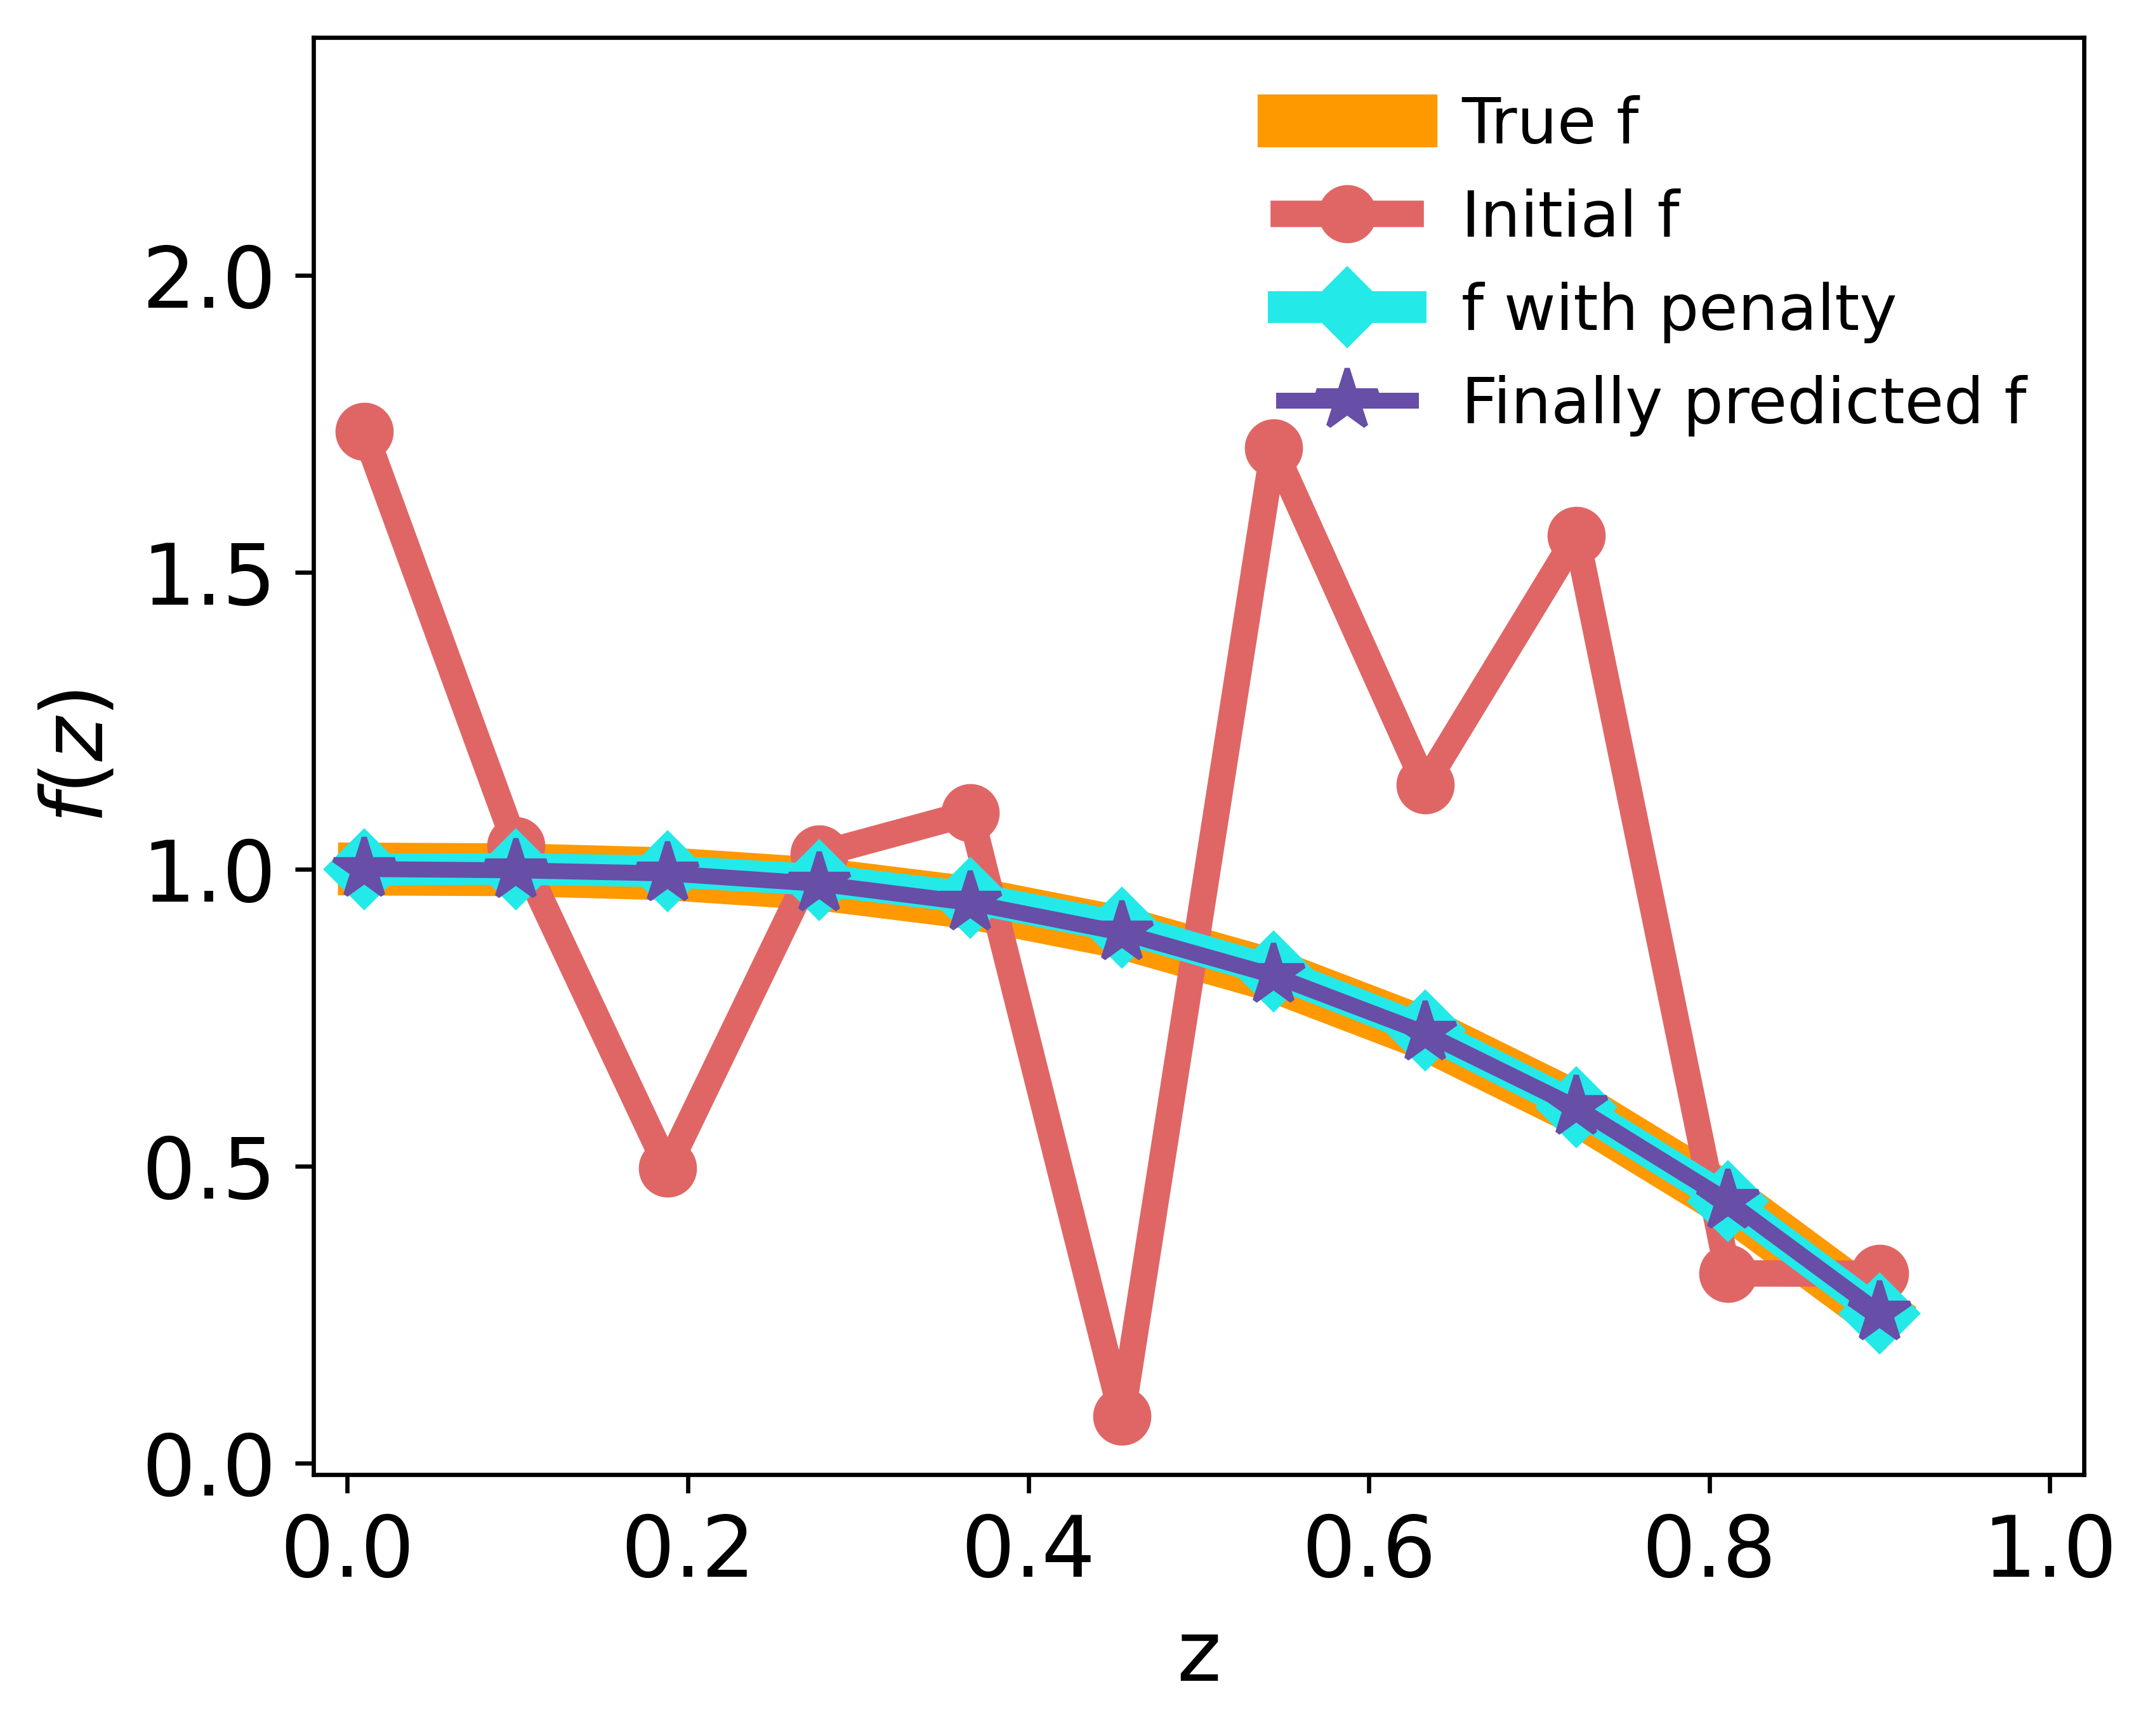 True f
Initial f
f with penalty
Finally predicted f
2.0
1.5
1.0
0.5
0.0
f(z)
0.0 0.2 0.4 0.6 0.8 1.0
z